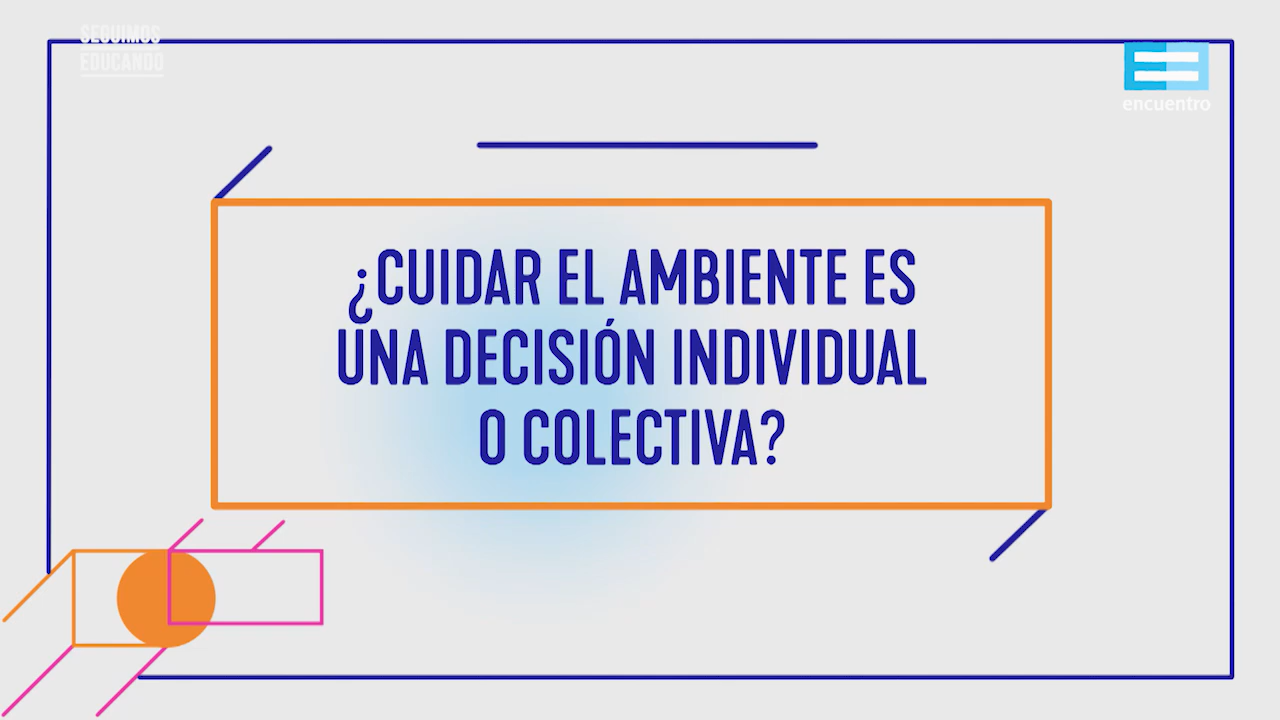 SEGUIMOS
EDUCANDO
encuentro
¿CUIDAR EL AMBIENTE ES
UNA DECISIÓN INDIVIDUAL
O COLECTIVA?